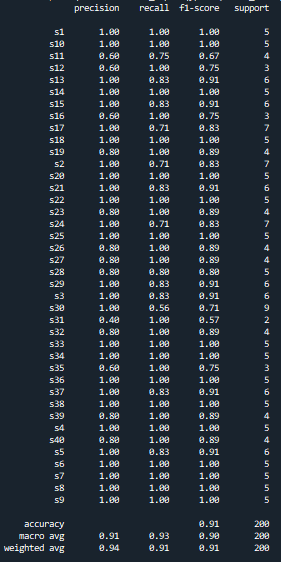 precision recall f1-score support
s1 1.00 1.00 1.00 5
s10 1.00 1.00 1.00 5
s11 0.60 0.75 0.67 4
s12 0.60 1.00 0.75 3
s13 1.00 0.83 0.91 6
s14 1.00 1.00 1.00 5
s15 1.00 0.83 0.91 6
s16 0.60 1.00 0.75 3
s17 1.00 0.71 0.83 7
s18 1.00 1.00 1.00 5
s19 0.80 1.00 0.89 4
s2 1.00 0.71 0.83 7
s20 1.00 1.00 1.00 5
s21 1.00 0.83 0.91 6
s22 1.00 1.00 1.00 5
s23 0.80 1.00 0.89 4
s24 1.00 0.71 0.83 7
s25 1.00 1.00 1.00 5
s26 0.80 1.00 0.89 4
s27 0.80 1.00 0.89 4
s28 0.80 0.80 0.80 5
s29 1.00 0.83 0.91 6
s3 1.00 0.83 0.91 6
s30 1.00 0.56 0.71 9
s31 0.40 1.00 0.57 2
s32 0.80 1.00 0.89 4
s33 1.00 1.00 1.00 5
s34 1.00 1.00 1.00 5
s35 0.60 1.00 0.75 3
s36 1.00 1.00 1.00 5
s37 1.00 0.83 0.91 6
s38 1.00 1.00 1.00 5
s39 0.80 1.00 0.89 4
s4 1.00 1.00 1.00 5
s40 0.80 1.00 0.89 4
s5 1.00 0.83 0.91 6
s6 1.00 1.00 1.00 5
s7 1.00 1.00 1.00 5
s8 1.00 1.00 1.00 5
s9 1.00 1.00 1.00 5
accuracy 0.91 200
macro avg 0.91 0.93 0.90 200
weighted avg 0.94 0.91 0.91 200